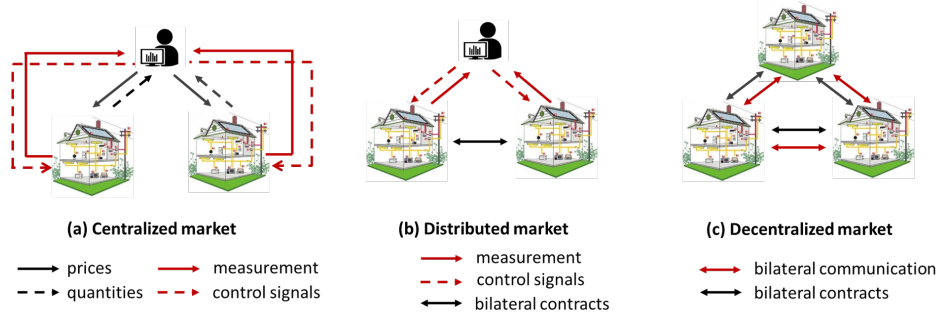 (a) Centralized market
prices
measurement
quantities
control signals
(b) Distributed market
measurement
control signals
bilateral contracts
(c) Decentralized market
bilateral communication
bilateral contracts